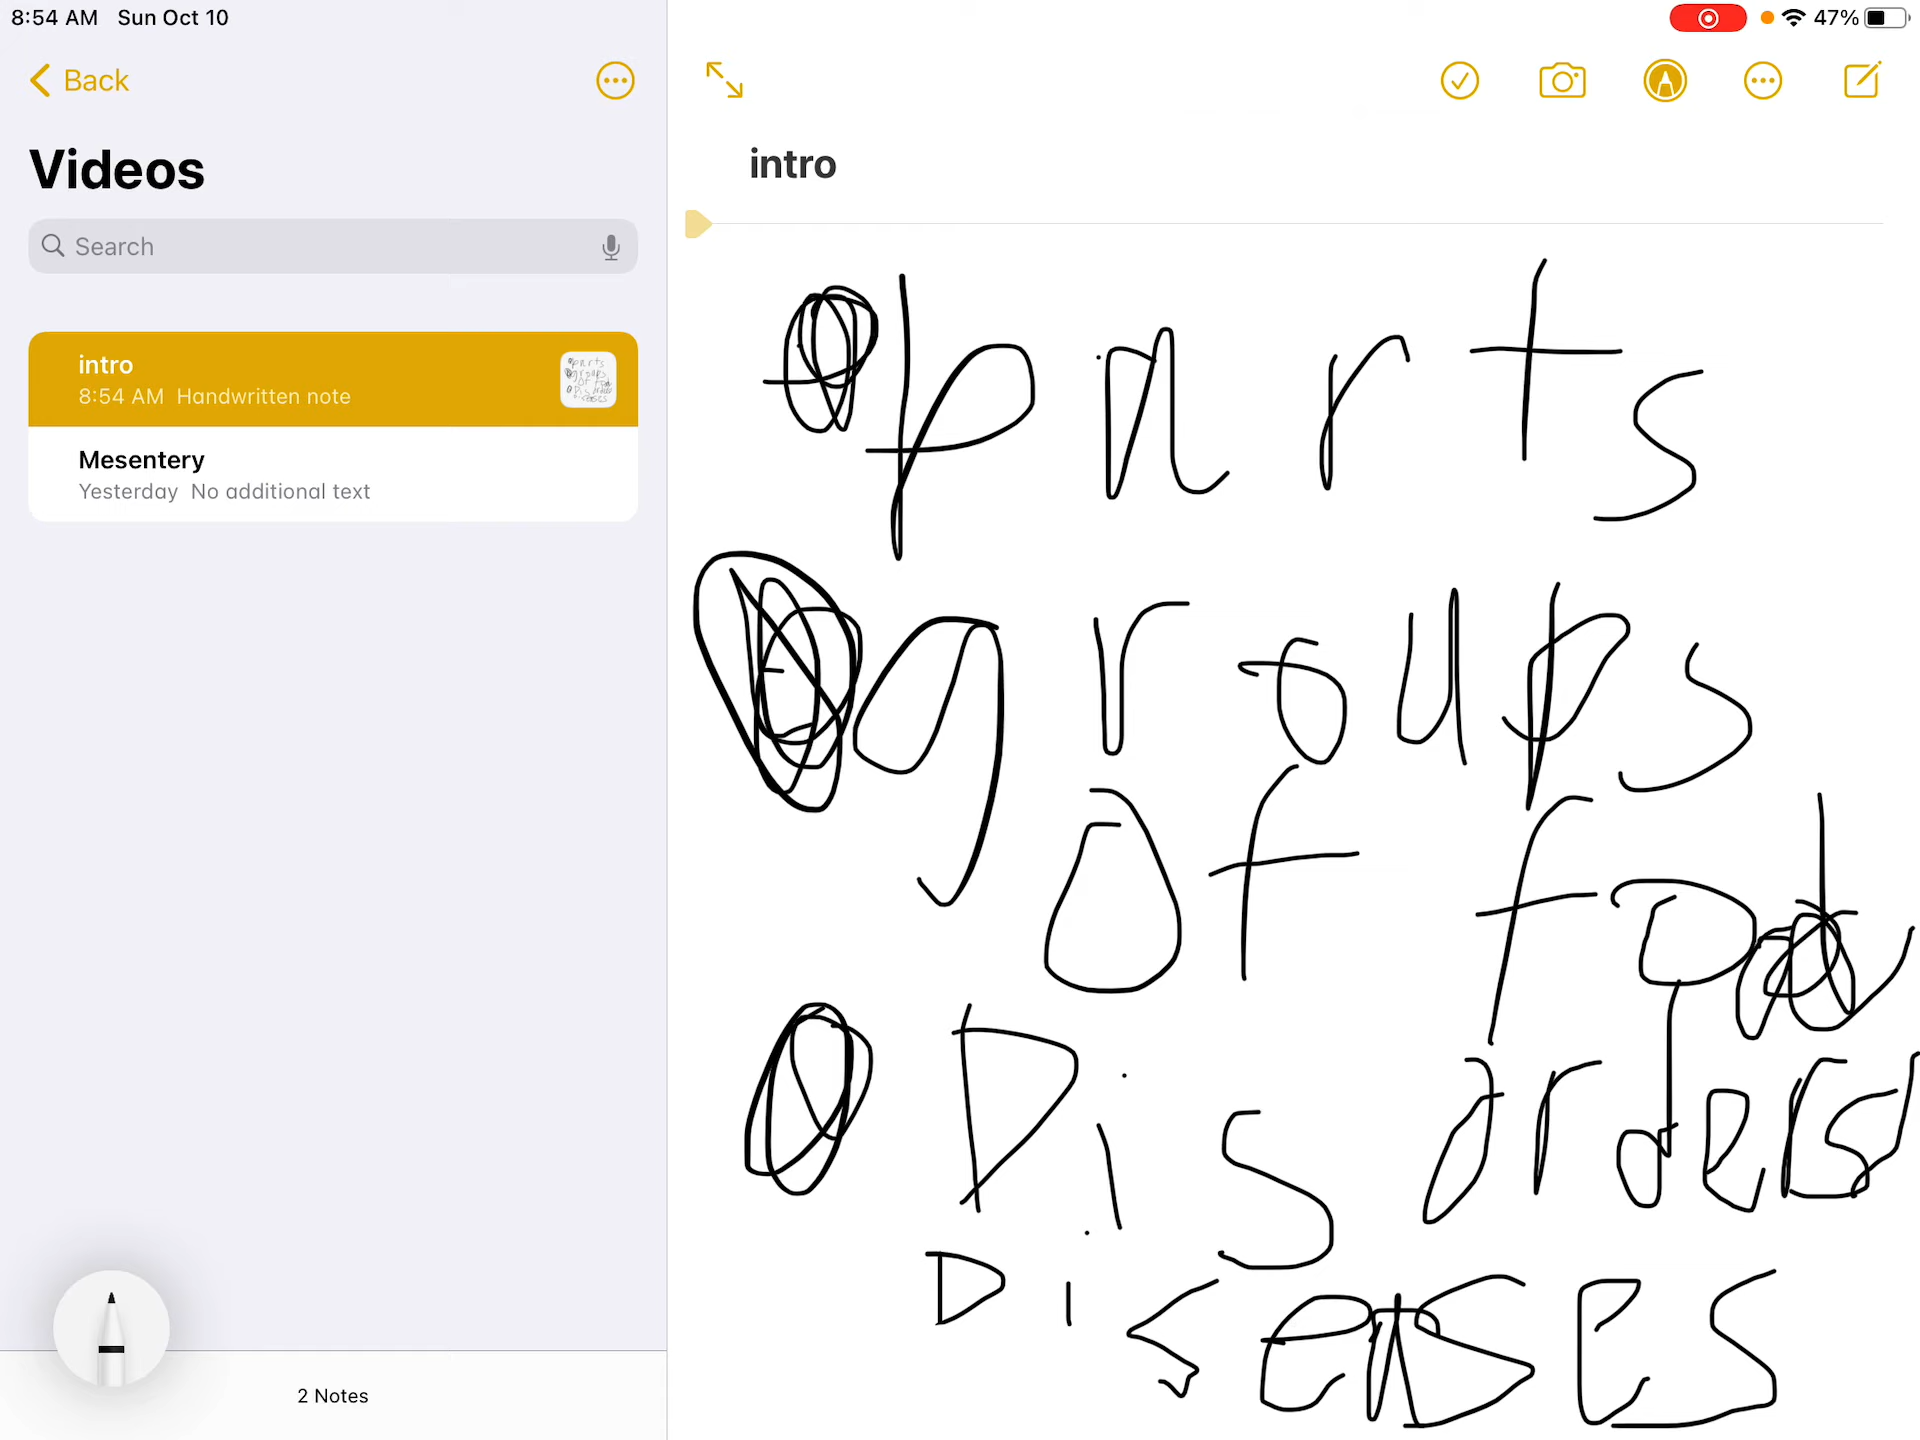 8:54 AM Sun Oct 10
47%
Back
Videos
Search
intro
8:54 AM Handwritten note
Mesentery
Yesterday No additional text
2 Notes
intro
parts
groups
of food
Disorders
Diseases